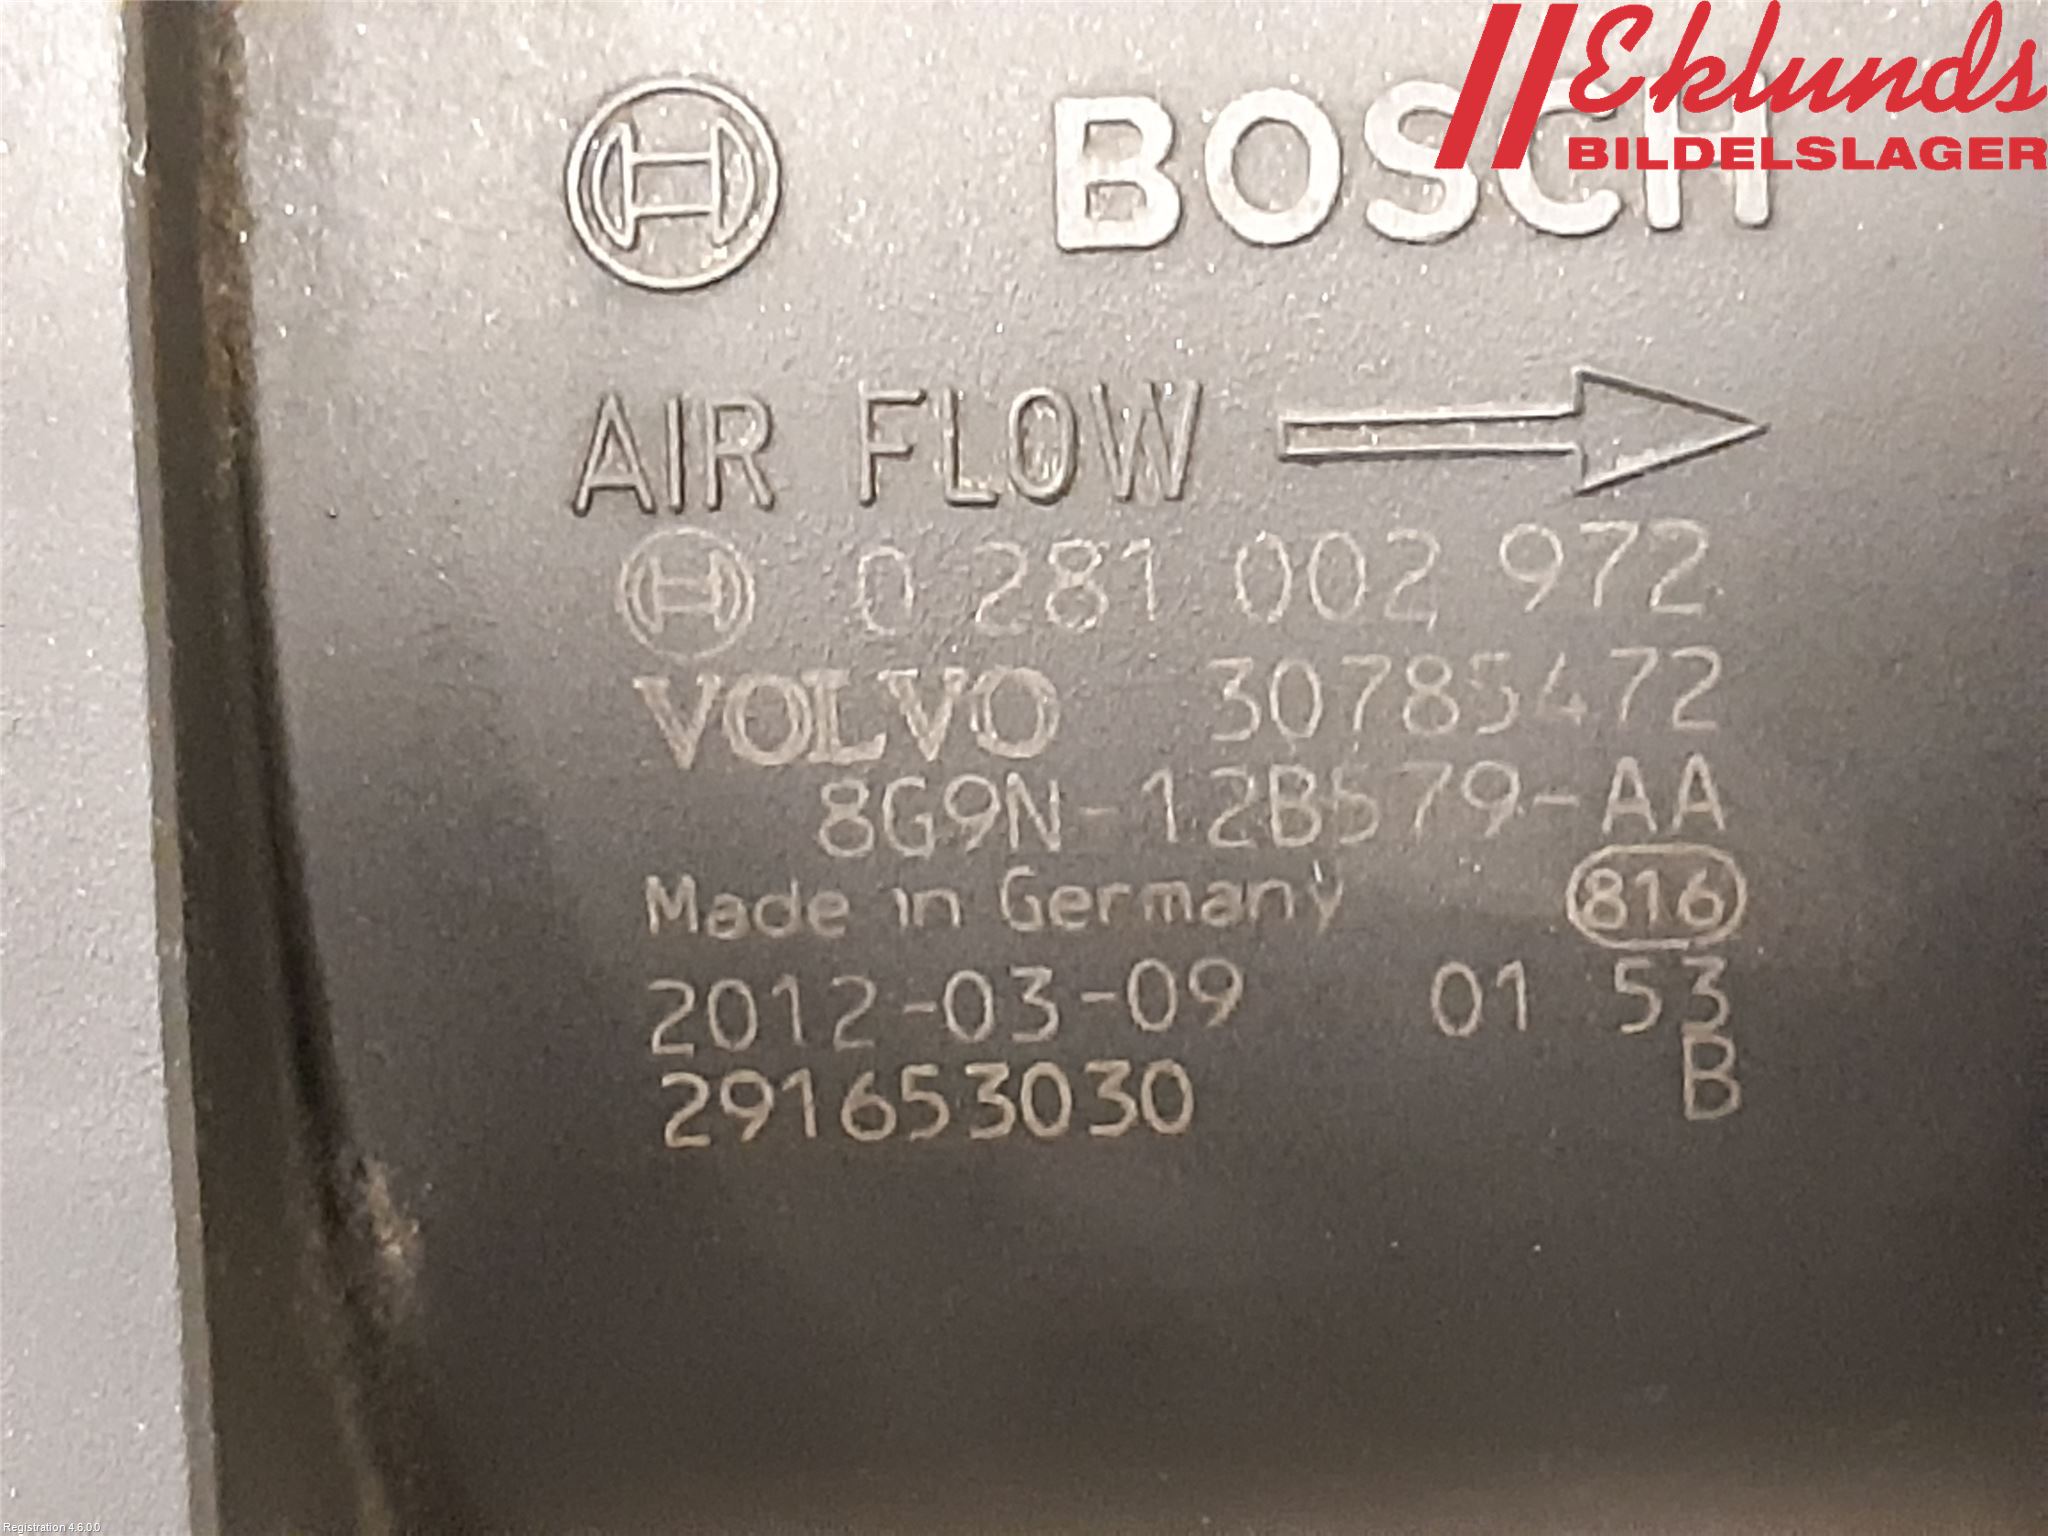 Eklunds
BILDELSLAGER
BOSCH
AIR FLOW
0 281 002 972
VOLVO 30785472
8G9N-12B579-AA
Made in Germany 816
2012-03-09 01 53
291653030 B
Registration 4.6.0.0